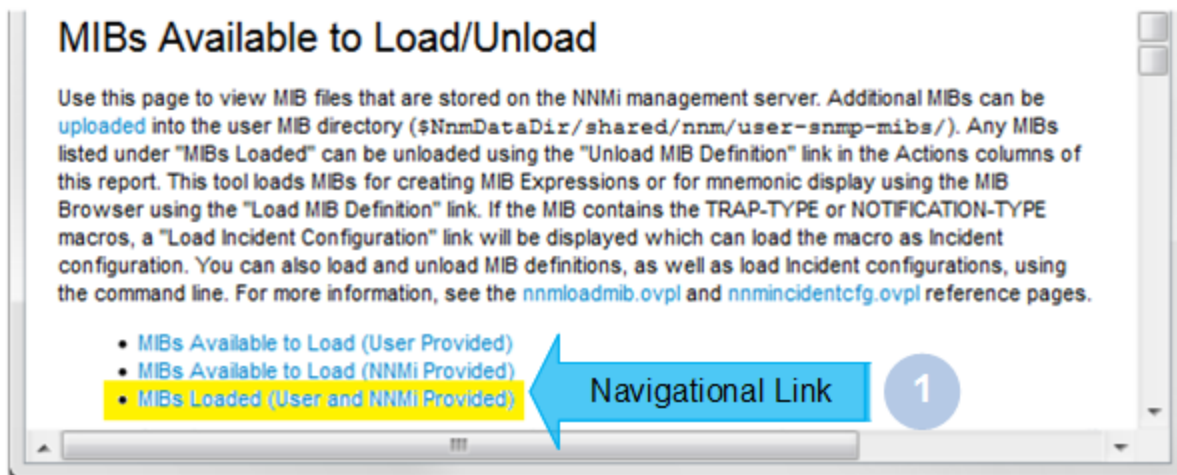 MIBs Available to Load/Unload
Use this page to view MIB files that are stored on the NNMi management server. Additional MIBs can be
uploaded into the user MIB directory ($NnmDataDir/shared/nnm/user-snmp-mibs/). Any MIBs
listed under "MIBs Loaded" can be unloaded using the "Unload MIB Definition" link in the Actions columns of
this report. This tool loads MIBs for creating MIB Expressions or for mnemonic display using the MIB
Browser using the "Load MIB Definition" link. If the MIB contains the TRAP-TYPE or NOTIFICATION-TYPE
macros, a "Load Incident Configuration" link will be displayed which can load the macro as Incident
configuration. You can also load and unload MIB definitions, as well as load Incident configurations, using
the command line. For more information, see the nnmloadmib.ovpl and nnmincidentcfg.ovpl reference pages.
• MIBs Available to Load (User Provided)
• MIBs Available to Load (NNMi Provided)
• MIBs Loaded (User and NNMi Provided)
Navigational Link
1